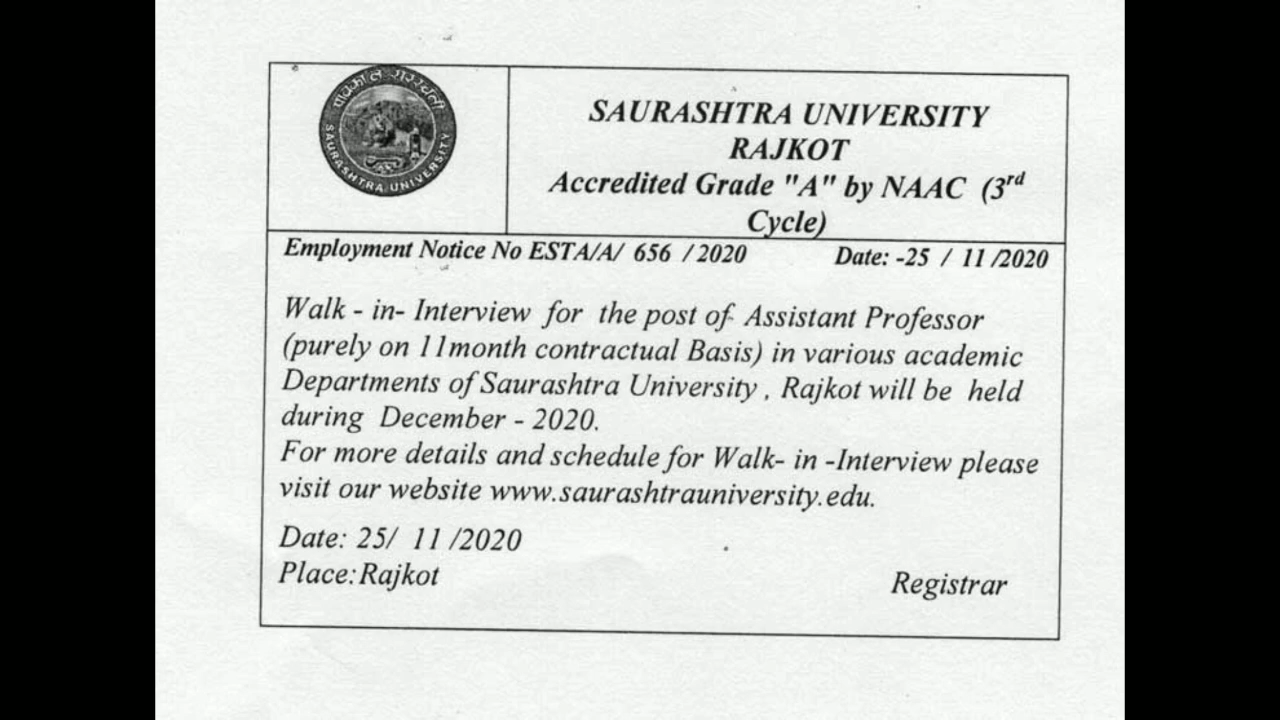 SAURASHTRA UNIVERSITY
SAURASHTRA UNIVERSITY
RAJKOT
Accredited Grade "A" by NAAC (3rd
Cycle)
Employment Notice No ESTA/A/ 656 / 2020 Date: -25 / 11 /2020
Walk - in- Interview for the post of Assistant Professor
(purely on 11month contractual Basis) in various academic
Departments of Saurashtra University , Rajkot will be held
during December - 2020.
For more details and schedule for Walk- in -Interview please
visit our website www.saurashtrauniversity.edu.
Date: 25/ 11 /2020
Place:Rajkot
Registrar